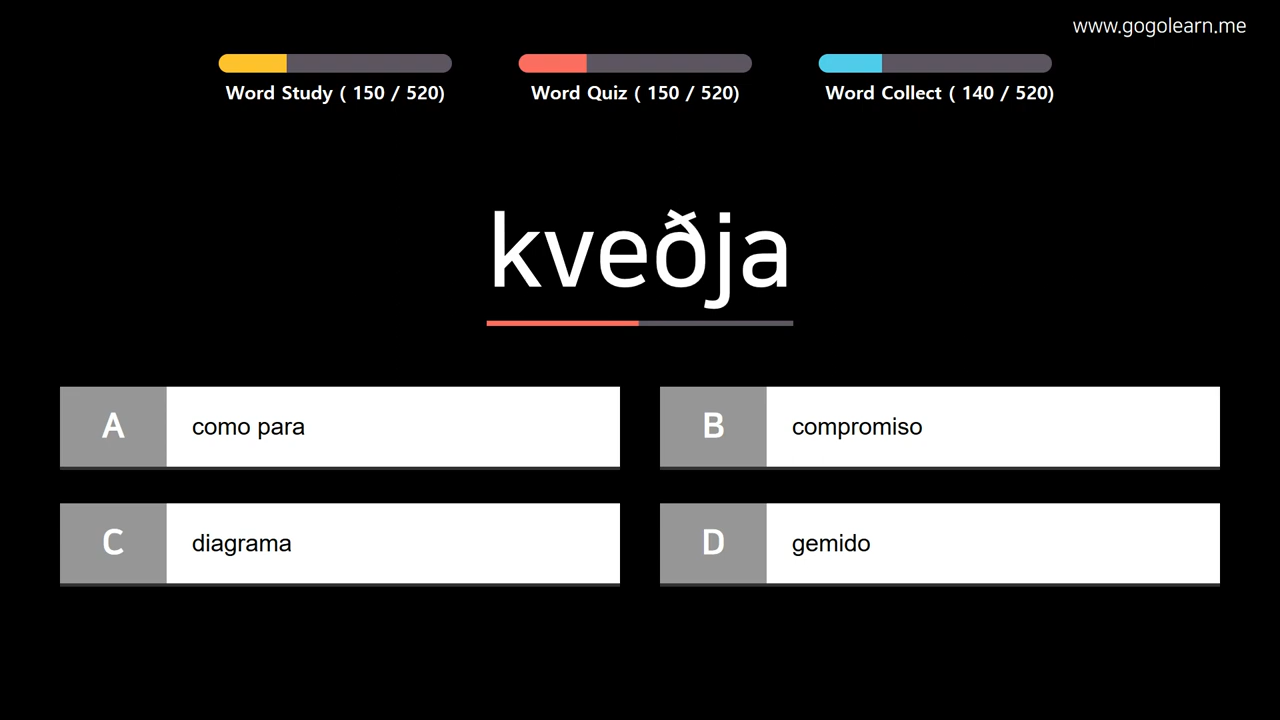 www.gogolearn.me
Word Study ( 150 / 520)
Word Quiz ( 150 / 520)
Word Collect ( 140 / 520)
kveðja
A como para
B compromiso
C diagrama
D gemido